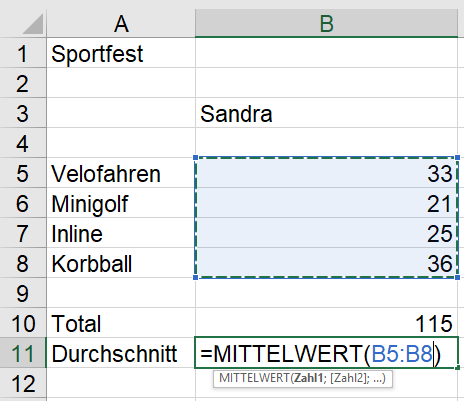 A B
1 Sportfest
2
3 Sandra
4
5 Velofahren 33
6 Minigolf 21
7 Inline 25
8 Korbball 36
9
10 Total 115
11 Durchschnitt =MITTELWERT(B5:B8)
MITTELWERT(Zahl1; [Zahl2]; ...)
12